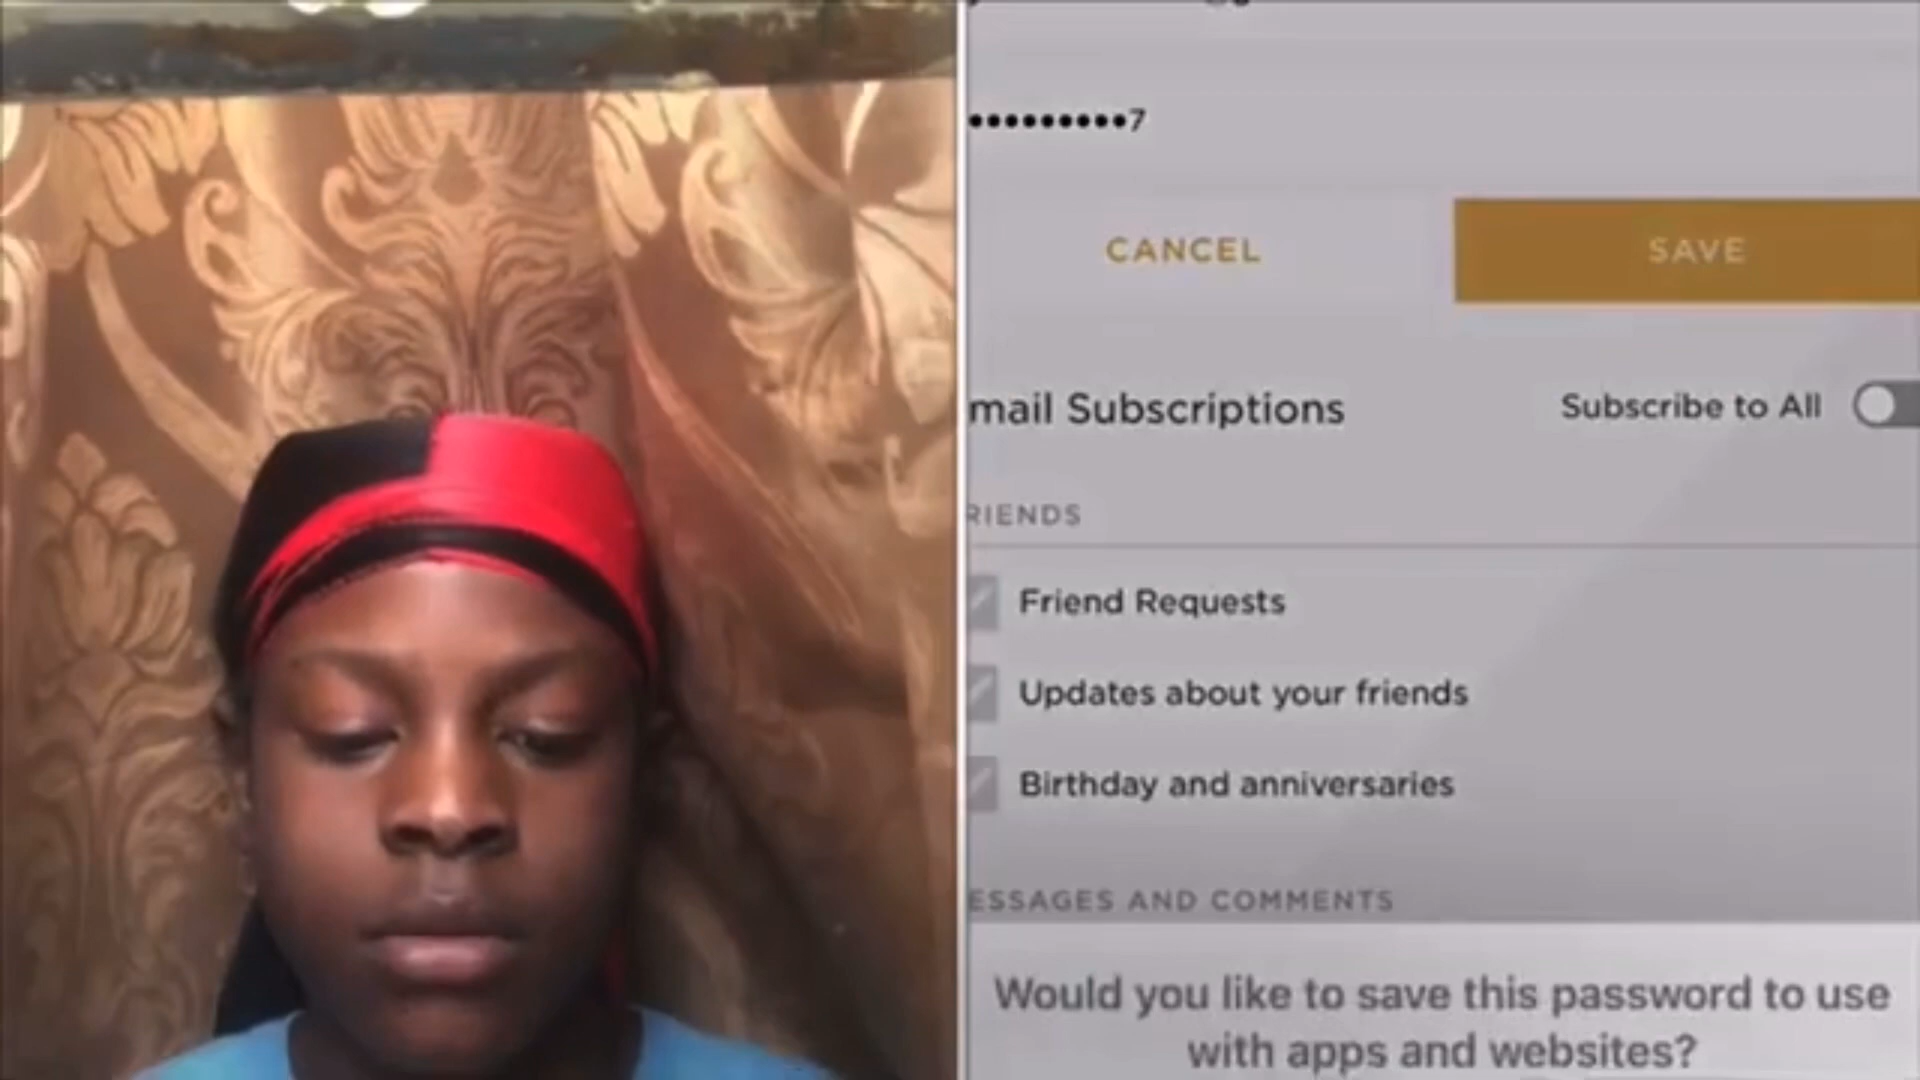 •••••••••7
CANCEL
SAVE
mail Subscriptions
Subscribe to All
RIENDS
Friend Requests
Updates about your friends
Birthday and anniversaries
ESSAGES AND COMMENTS
Would you like to save this password to use
with apps and websites?